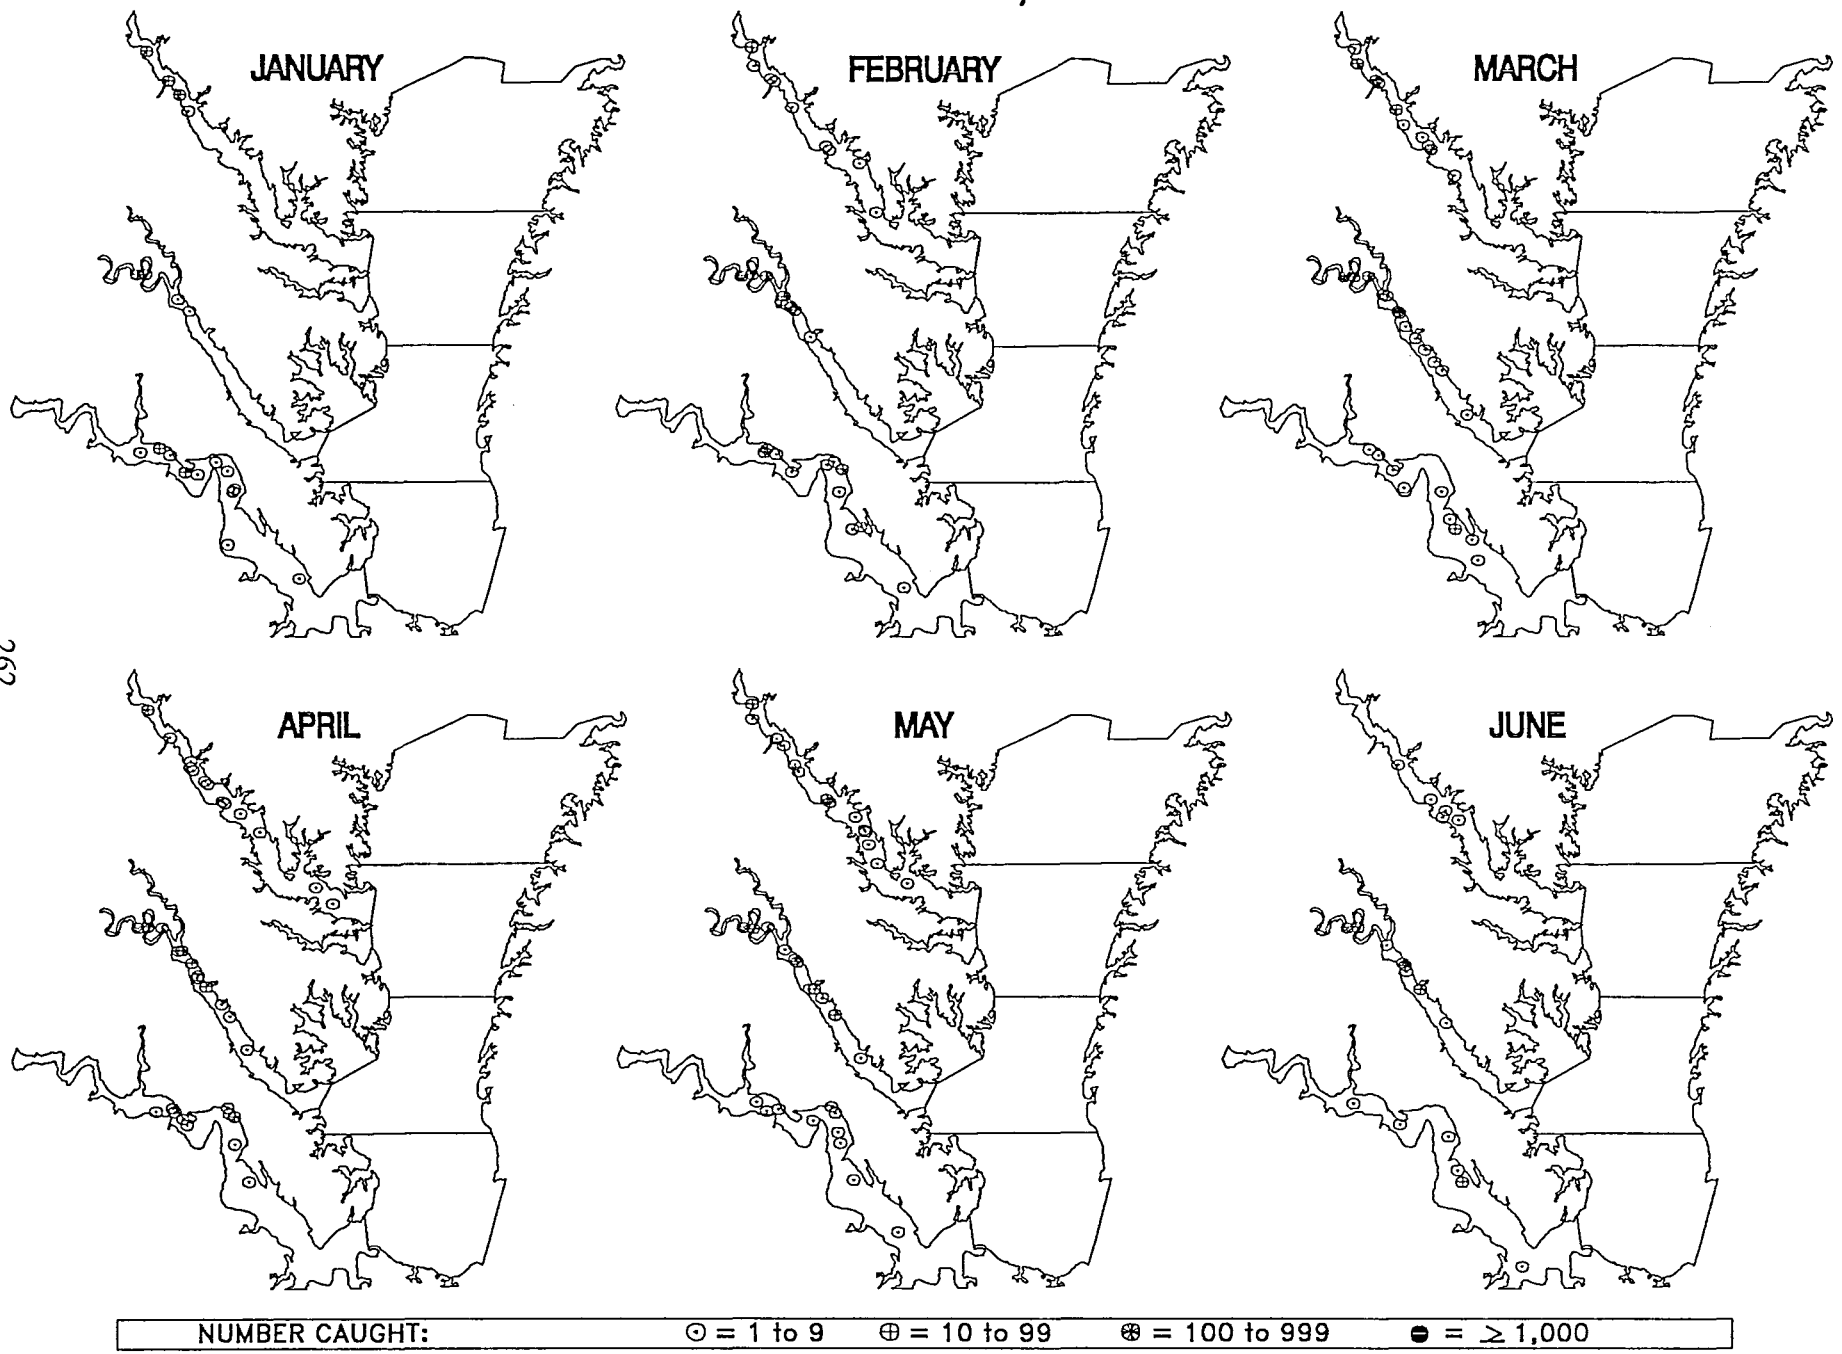 JANUARY
FEBRUARY
MARCH
262
APRIL
MAY
JUNE
NUMBER CAUGHT: ⊙ = 1 to 9 ⊕ = 10 to 99 ⊛ = 100 to 999 ⊖ = ≥ 1,000